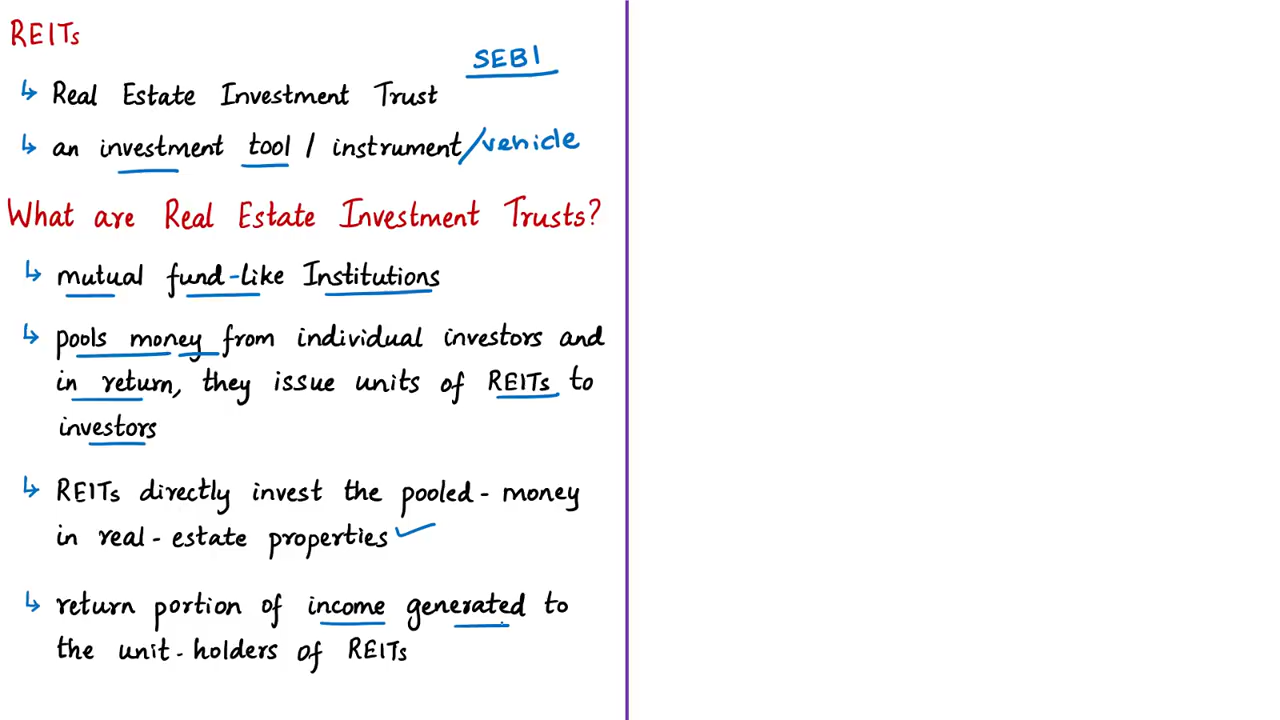 REITs
SEBI
↳ Real Estate Investment Trust
↳ an investment tool / instrument/vehicle
What are Real Estate Investment Trusts?
↳ mutual fund-like Institutions
↳ pools money from individual investors and
in return, they issue units of REITs to
investors
↳ REITs directly invest the pooled-money
in real-estate properties ✓
↳ return portion of income generated to
the unit-holders of REITs